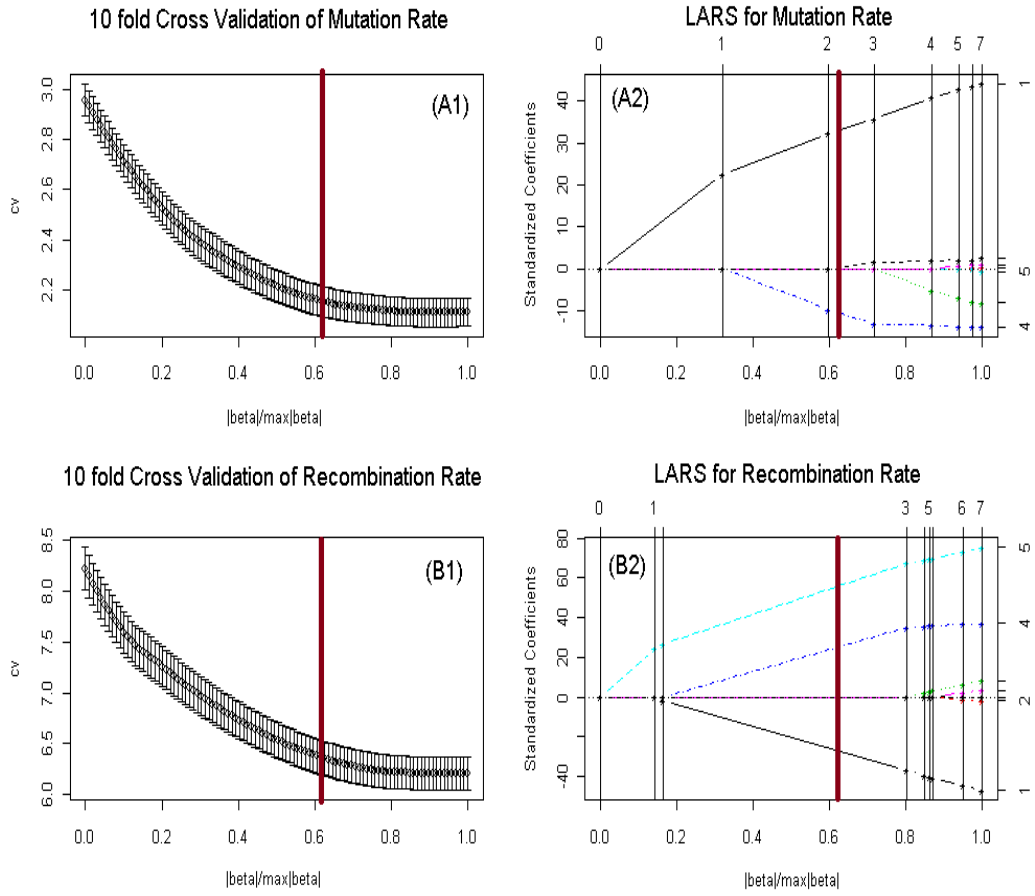 10 fold Cross Validation of Mutation Rate
(A1)
3.0
2.8
2.6
2.4
2.2
cv
0.0 0.2 0.4 0.6 0.8 1.0
|beta|/max|beta|
LARS for Mutation Rate
0 1 2 3 4 5 7
(A2)
40
30
20
10
0
-10
Standardized Coefficients
1
5
4
0.0 0.2 0.4 0.6 0.8 1.0
|beta|/max|beta|
10 fold Cross Validation of Recombination Rate
(B1)
8.5
8.0
7.5
7.0
6.5
6.0
cv
0.0 0.2 0.4 0.6 0.8 1.0
|beta|/max|beta|
LARS for Recombination Rate
0 1 3 5 6 7
(B2)
80
60
40
20
0
-40
Standardized Coefficients
5
4
2
1
0.0 0.2 0.4 0.6 0.8 1.0
|beta|/max|beta|